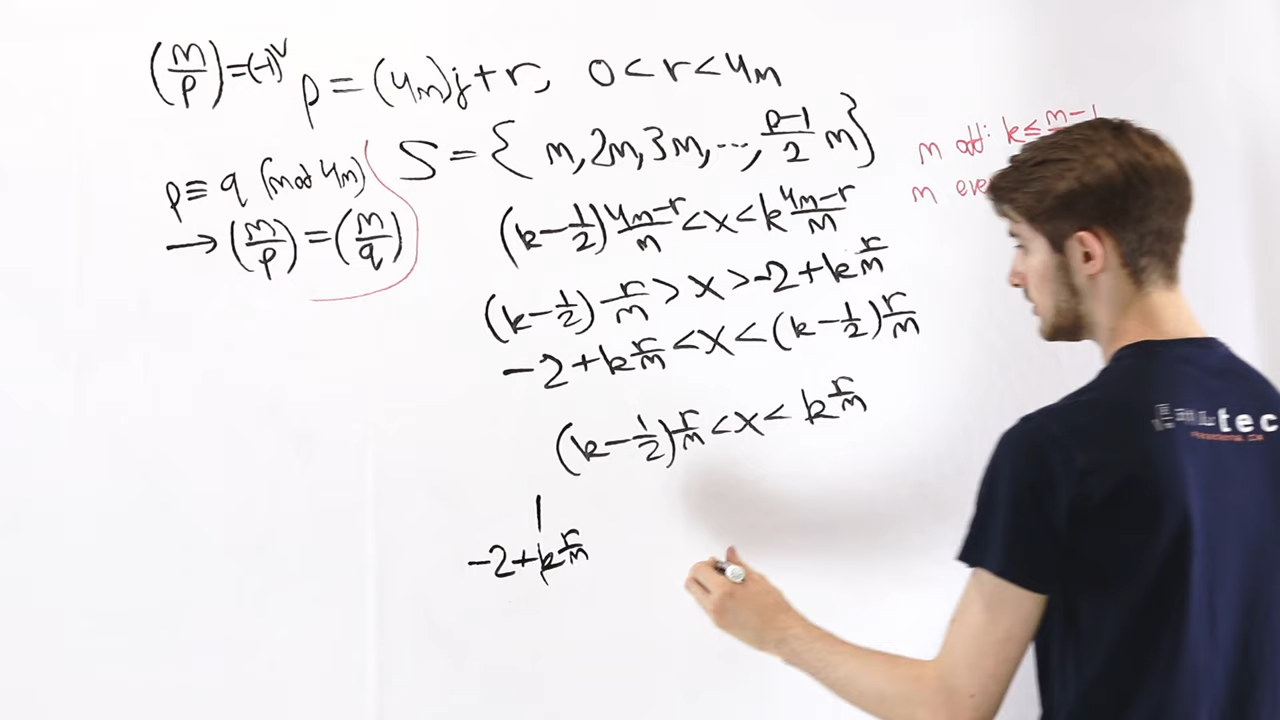 (m/p)=(-1)^v
p=(4m)j+r, 0<r<4m
S={m,2m,3m,...,(p-1)/2 m}
p≡q (mod 4m)
→(m/p)=(m/q)
m odd: k≤
m eve
(k-1/2)(4m-r)/m<x<k(4m-r)/m
(k-1/2)-r/m>x>-2+k r/m
-2+k r/m<x<(k-1/2)r/m
(k-1/2)r/m<x<k r/m
-2+k r/m
tec